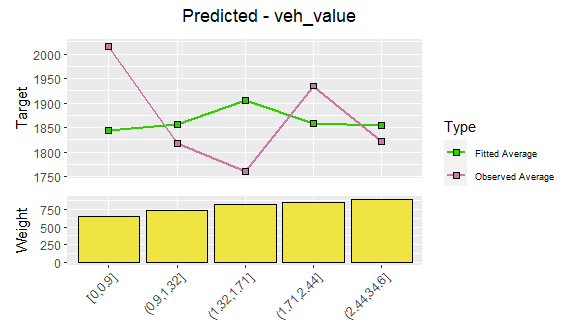 Predicted - veh_value
Target
2000
1950
1900
1850
1800
1750
Weight
750
500
250
0
[0,0.9]
(0.9,1.32]
(1.32,1.71]
(1.71,2.44]
(2.44,34.6]
Type
Fitted Average
Observed Average